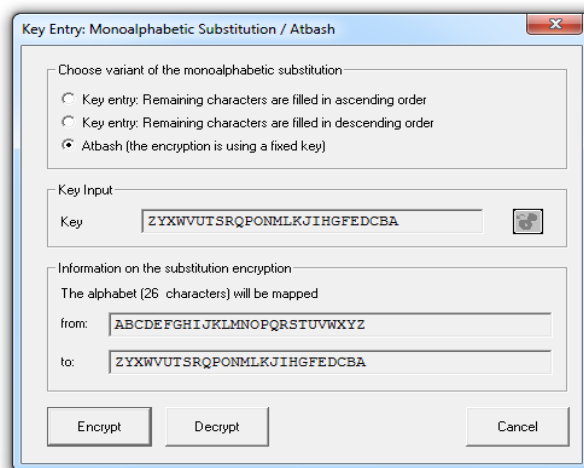 Key Entry: Monoalphabetic Substitution / Atbash
Choose variant of the monoalphabetic substitution
Key entry: Remaining characters are filled in ascending order
Key entry: Remaining characters are filled in descending order
Atbash (the encryption is using a fixed key)
Key Input
Key ZYXWVUTSRQPONMLKJIHGFEDCBA
Information on the substitution encryption
The alphabet (26 characters) will be mapped
from: ABCDEFGHIJKLMNOPQRSTUVWXYZ
to: ZYXWVUTSRQPONMLKJIHGFEDCBA
Encrypt Decrypt Cancel